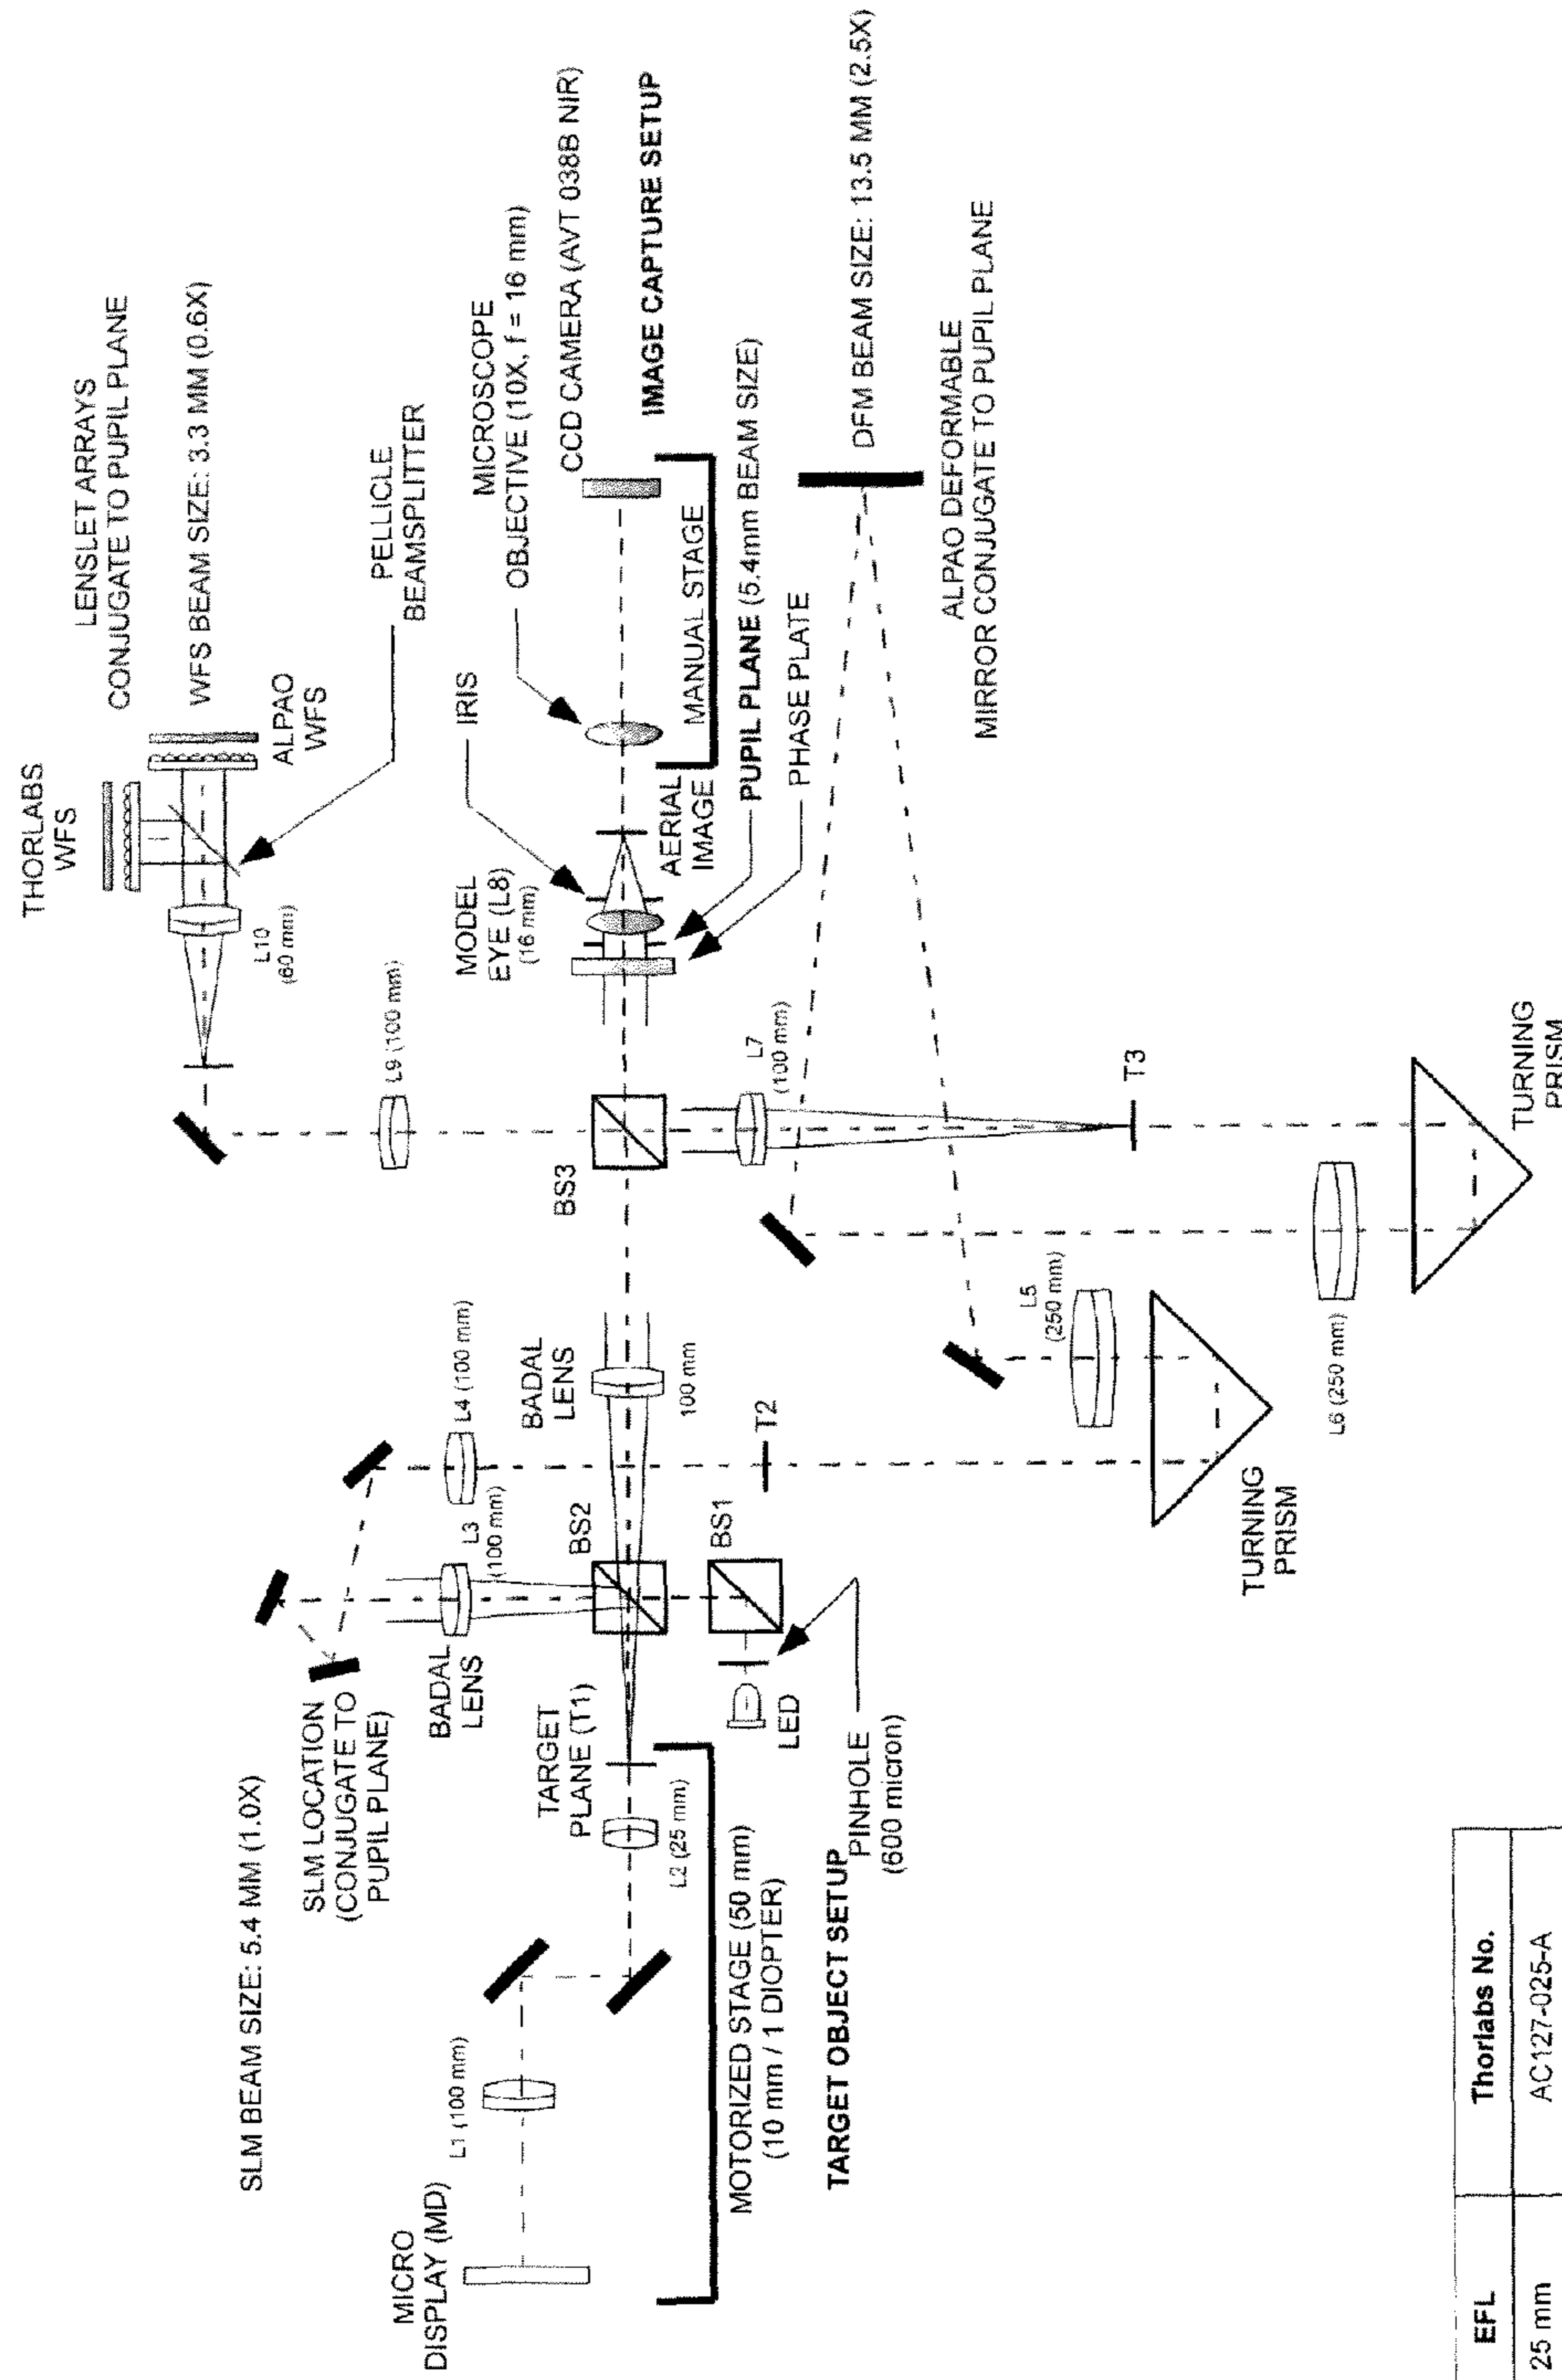 THORLABS
WFS
LENSLET ARRAYS
CONJUGATE TO PUPIL PLANE
WFS BEAM SIZE: 3.3 MM (0.6X)
ALPAO
WFS
L10
(60 mm)
PELLICLE
BEAMSPLITTER
L9 (100 mm)
IRIS
MODEL
EYE (L8)
(16 mm)
MICROSCOPE
OBJECTIVE (10X, f = 16 mm)
CCD CAMERA (AVT 038B NIR)
IMAGE CAPTURE SETUP
AERIAL
IMAGE
MANUAL STAGE
PUPIL PLANE (5.4mm BEAM SIZE)
PHASE PLATE
DFM BEAM SIZE: 13.5 MM (2.5X)
ALPAO DEFORMABLE
MIRROR CONJUGATE TO PUPIL PLANE
BS3
L7
(100 mm)
T3
TURNING
PRISM
L6 (250 mm)
L5
(250 mm)
TURNING
PRISM
SLM BEAM SIZE: 5.4 MM (1.0X)
SLM LOCATION
(CONJUGATE TO
PUPIL PLANE)
BADAL
LENS
L3
(100 mm)
L4 (100 mm)
BADAL
LENS
100 mm
T2
BS2
BS1
LED
PINHOLE
(600 micron)
TARGET
PLANE (T1)
L2 (25 mm)
L1 (100 mm)
MICRO
DISPLAY (MD)
MOTORIZED STAGE (50 mm)
(10 mm / 1 DIOPTER)
TARGET OBJECT SETUP
EFL Thorlabs No.
25 mm AC127-025-A